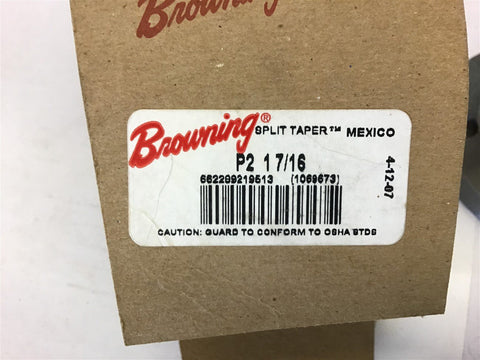 Browning
Browning® SPLIT TAPER™ MEXICO
P2 1 7/16
662299219513 (1069673)
4-12-07
CAUTION: GUARD TO CONFORM TO OSHA STDS